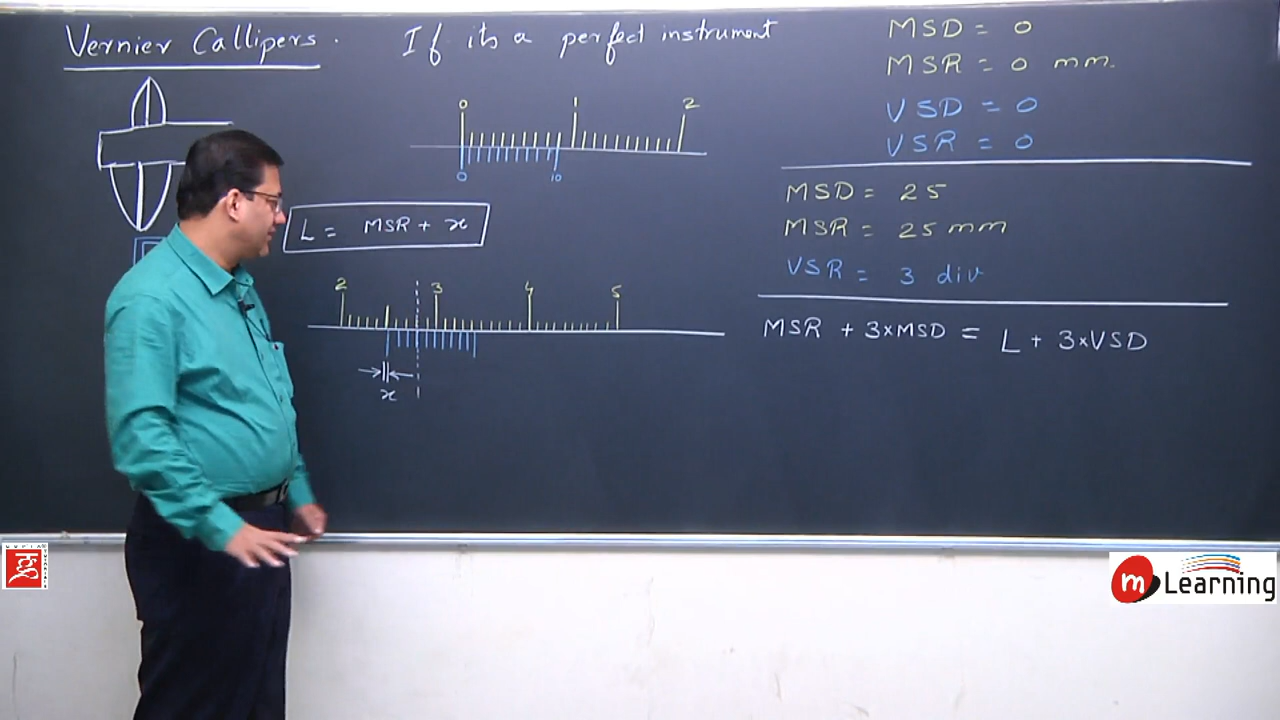 Vernier Callipers.
If its a perfect instrument
0 1 2
0 10
L = MSR + x
2 3 4 5
x
MSD = 0
MSR = 0 mm.
VSD = 0
VSR = 0
MSD = 25
MSR = 25 mm
VSR = 3 div
MSR + 3×MSD = L + 3×VSD
m Learning